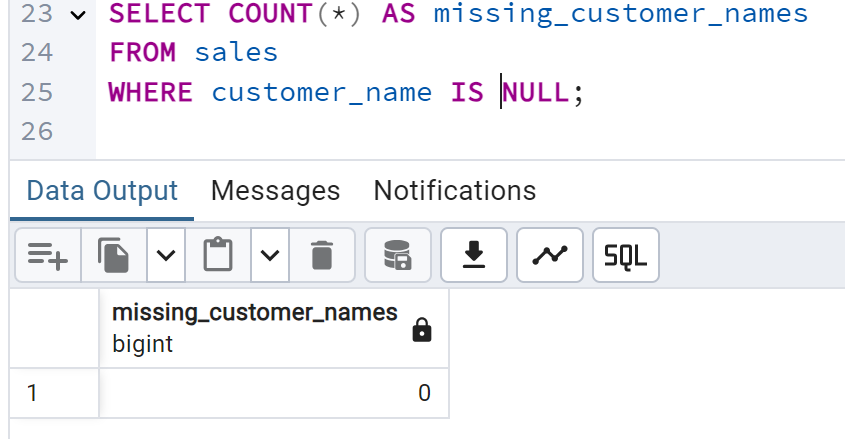 23 SELECT COUNT(*) AS missing_customer_names
24 FROM sales
25 WHERE customer_name IS NULL;
26
Data Output Messages Notifications
SQL
missing_customer_names
bigint
1 0